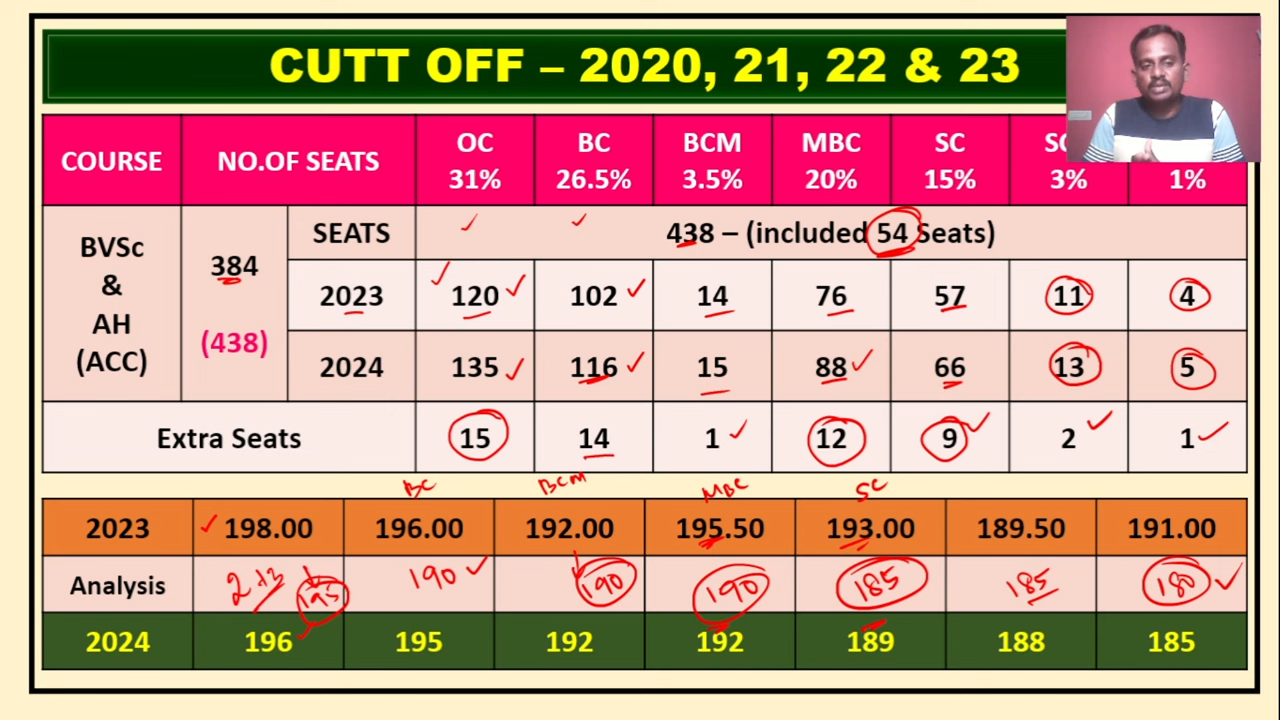 CUTT OFF – 2020, 21, 22 & 23
COURSE NO.OF SEATS OC 31% BC 26.5% BCM 3.5% MBC 20% SC 15% 3% 1%
BVSc & AH (ACC) 384 (438)
SEATS 438 – (included 54 Seats)
2023 120 102 14 76 57 11 4
2024 135 116 15 88 66 13 5
Extra Seats 15 14 1 12 9 2 1
BC BCM MBC SC
2023 198.00 196.00 192.00 195.50 193.00 189.50 191.00
Analysis 195 190 190 190 185 185 180
2024 196 195 192 192 189 188 185